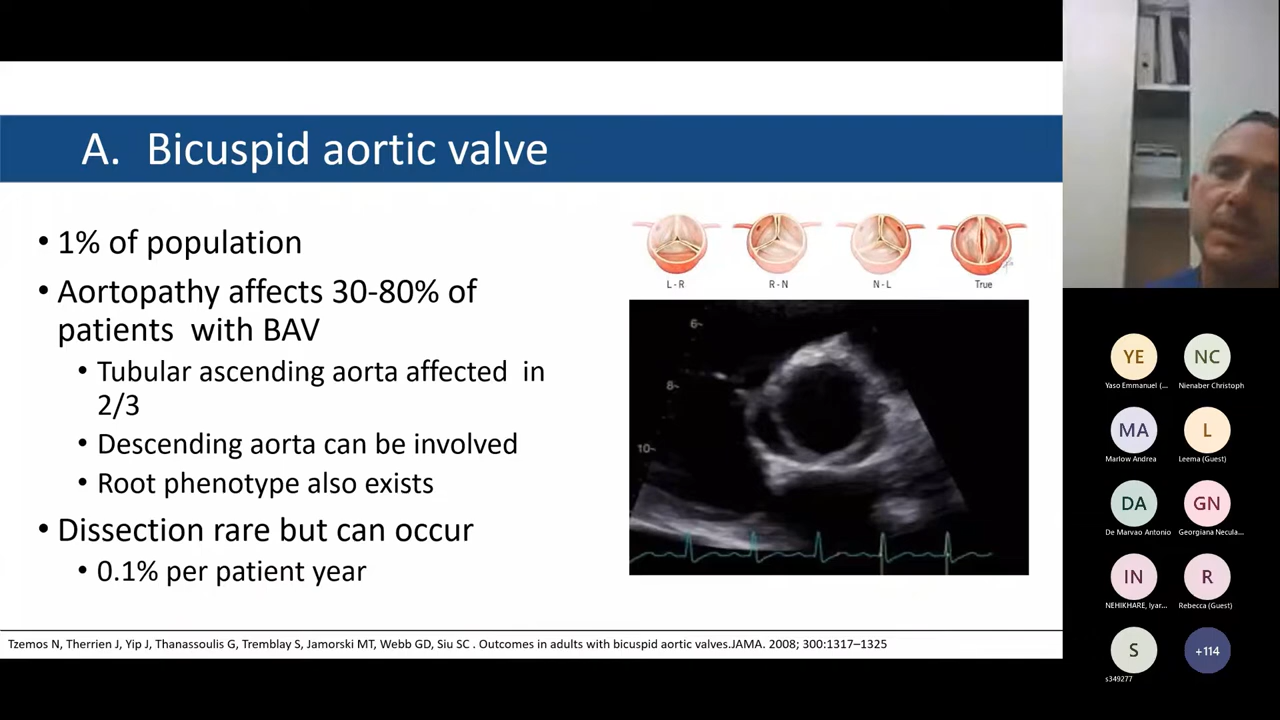 A. Bicuspid aortic valve
• 1% of population
• Aortopathy affects 30-80% of
patients with BAV
• Tubular ascending aorta affected in
2/3
• Descending aorta can be involved
• Root phenotype also exists
• Dissection rare but can occur
• 0.1% per patient year
L - R
R - N
N - L
True
6
8
10
Tzemos N, Therrien J, Yip J, Thanassoulis G, Tremblay S, Jamorski MT, Webb GD, Siu SC . Outcomes in adults with bicuspid aortic valves.JAMA. 2008; 300:1317–1325
YE
NC
Yaso Emmanuel (...
Nienaber Christoph
MA
L
Marlow Andrea
Leema (Guest)
DA
GN
De Marvao Antonio
Georgiana Necula...
IN
R
NEHIKHARE, Iyar...
Rebecca (Guest)
S
+114
s349277